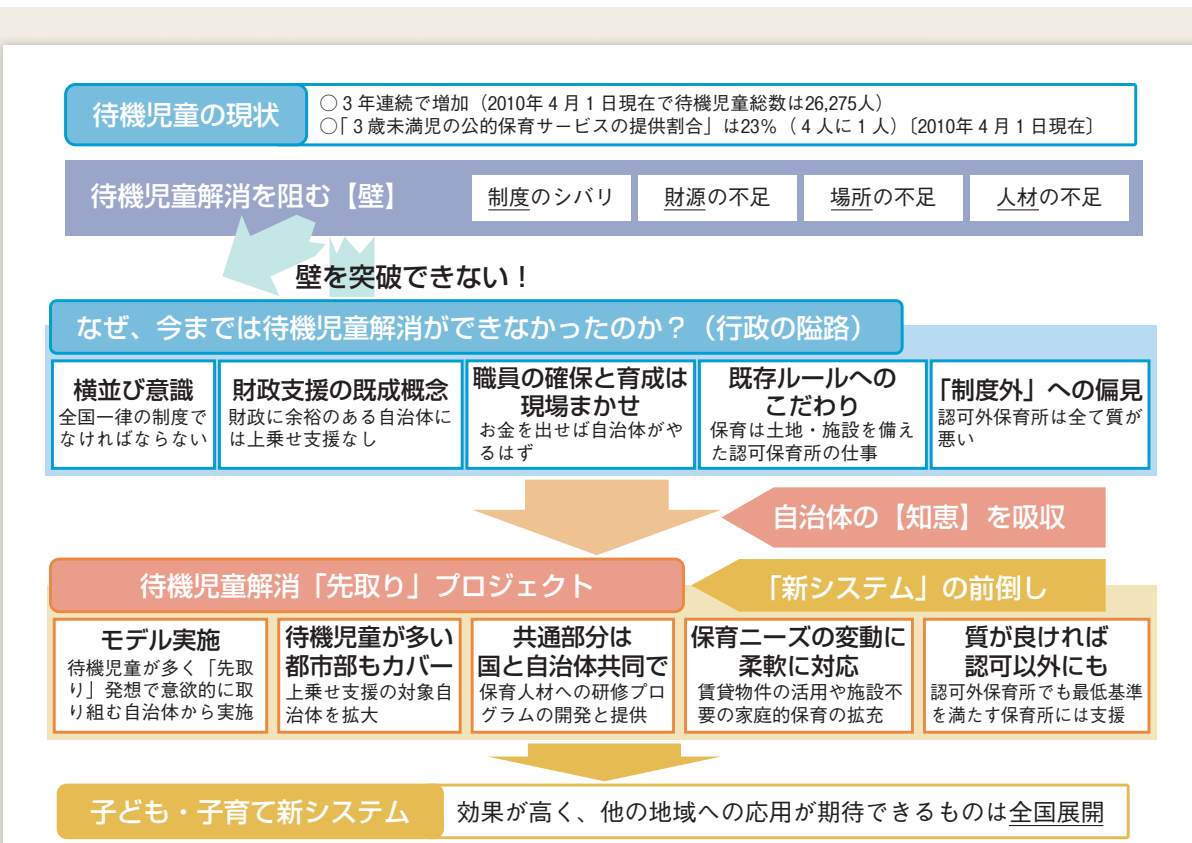 待機児童の現状
○3年連続で増加（2010年4月1日現在で待機児童総数は26,275人）
○「3歳未満児の公的保育サービスの提供割合」は23％（4人に1人）〔2010年4月1日現在〕
待機児童解消を阻む【壁】
制度のシバリ
財源の不足
場所の不足
人材の不足
壁を突破できない！
なぜ、今までは待機児童解消ができなかったのか？（行政の隘路）
横並び意識
全国一律の制度で
なければならない
財政支援の既成概念
財政に余裕のある自治体に
は上乗せ支援なし
職員の確保と育成は
現場まかせ
お金を出せば自治体がや
るはず
既存ルールへの
こだわり
保育は土地・施設を備え
た認可保育所の仕事
「制度外」への偏見
認可外保育所は全て質が
悪い
自治体の【知恵】を吸収
待機児童解消「先取り」プロジェクト
「新システム」の前倒し
モデル実施
待機児童が多く「先取
り」発想で意欲的に取
り組む自治体から実施
待機児童が多い
都市部もカバー
上乗せ支援の対象自
治体を拡大
共通部分は
国と自治体共同で
保育人材への研修プロ
グラムの開発と提供
保育ニーズの変動に
柔軟に対応
賃貸物件の活用や施設不
要の家庭的保育の拡充
質が良ければ
認可以外にも
認可外保育所でも最低基準
を満たす保育所には支援
子ども・子育て新システム
効果が高く、他の地域への応用が期待できるものは全国展開